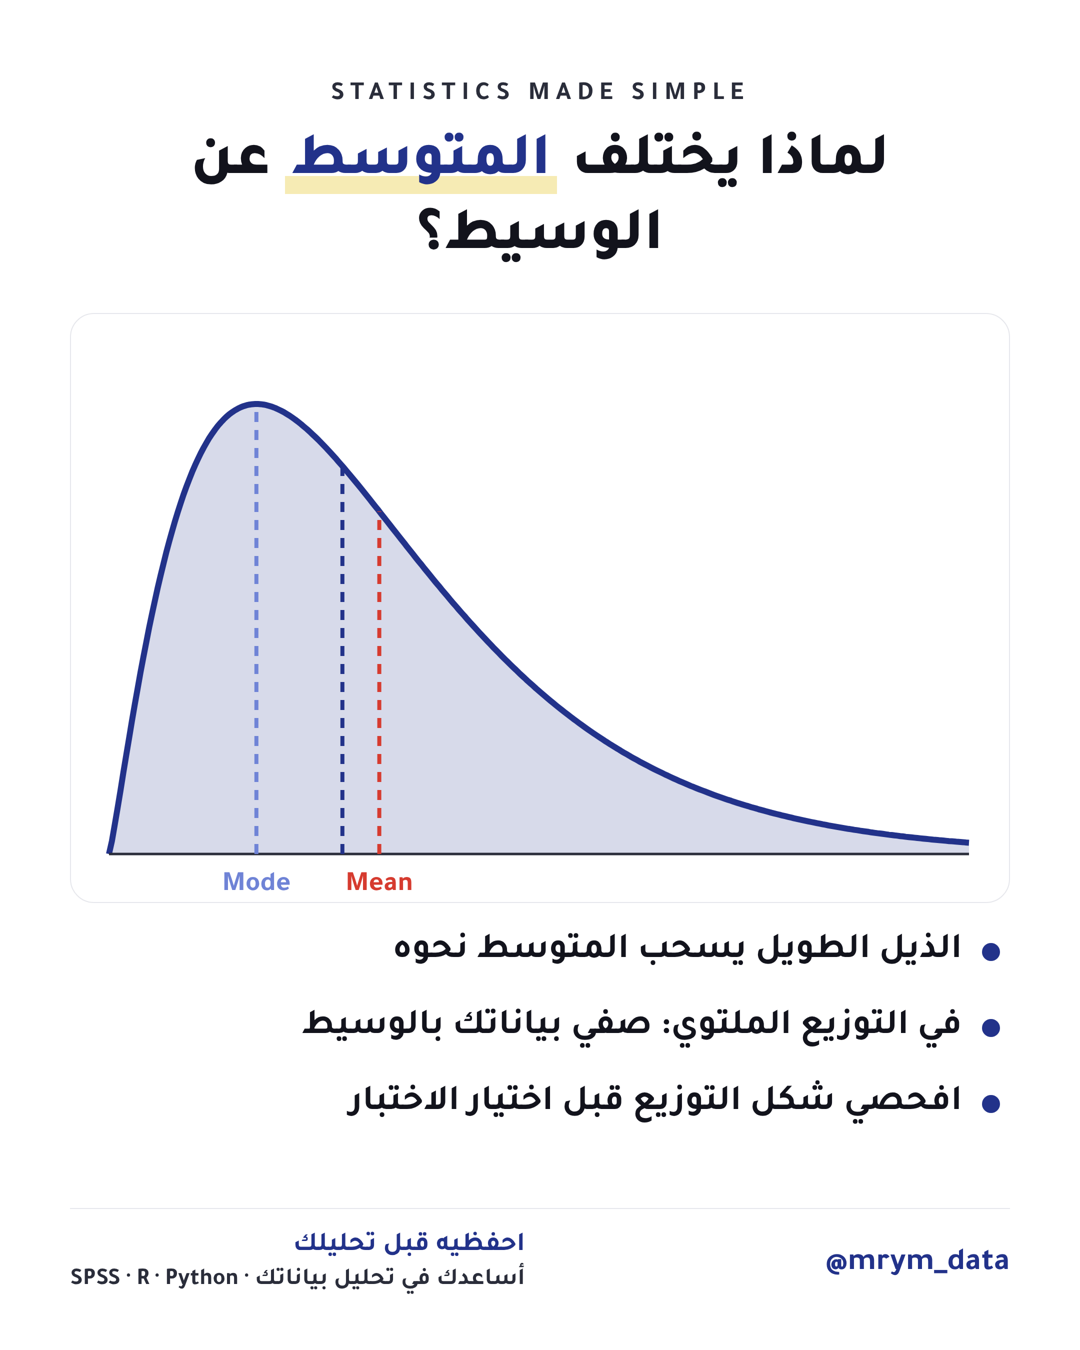 STATISTICS MADE SIMPLE
لماذا يختلف المتوسط عن
الوسيط؟
Mode
Mean
الذيل الطويل يسحب المتوسط نحوه
في التوزيع الملتوي: صفي بياناتك بالوسيط
افحصي شكل التوزيع قبل اختيار الاختبار
@mrym_data
احفظيه قبل تحليلك
أساعدك في تحليل بياناتك · SPSS · R · Python